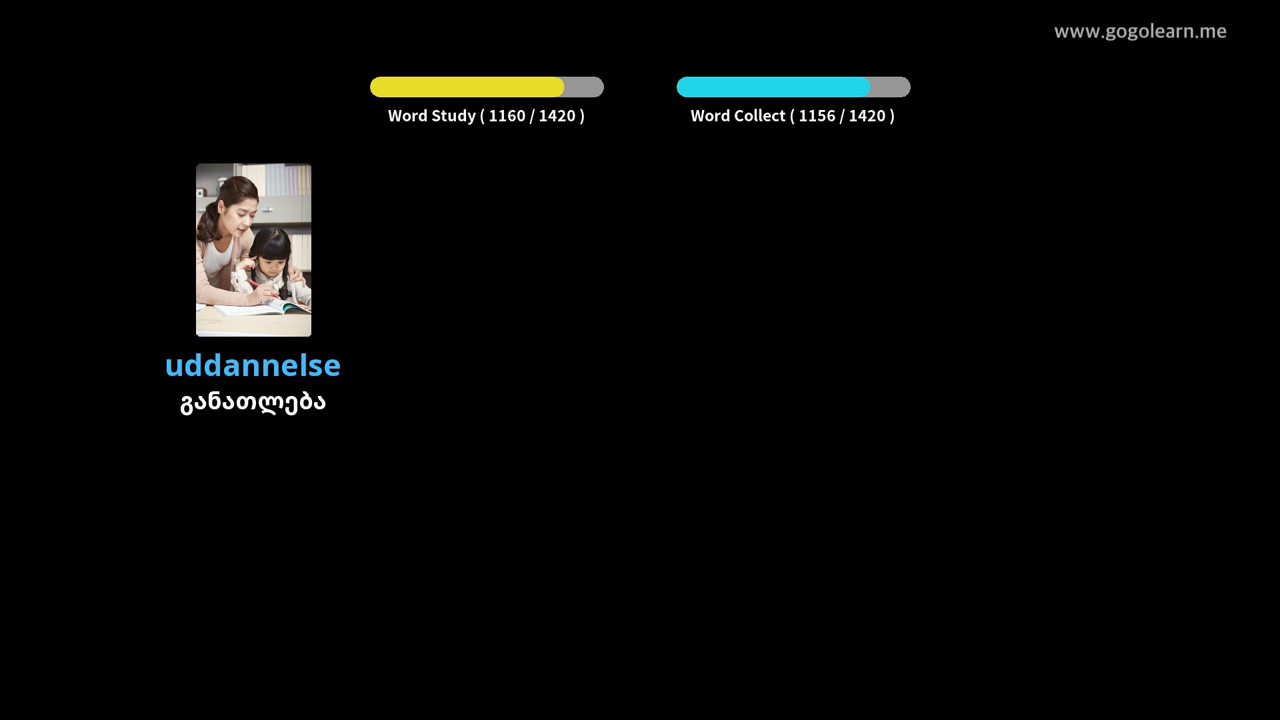 www.gogolearn.me
Word Study ( 1160 / 1420 )
Word Collect ( 1156 / 1420 )
uddannelse
განათლება